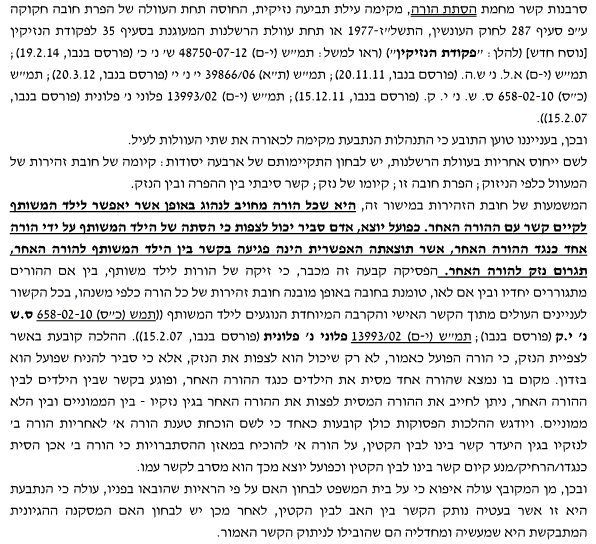 סרבנות קשר מחמת הסתת הורה, מקימה עילת תביעה נזיקית, החוסה תחת העוולה של הפרת חובה חקוקה
עפ״י סעיף 287 לחוק העונשין, התשל״ז-1977 או תחת עוולת הרשלנות המעוגנת בסעיף 35 לפקודת הנזיקין
[נוסח חדש] (להלן: ״פקודת הנזיקין״) (ראו למשל: תמ״ש (י-ם) 48750-07-12 ש׳ נ׳ כ׳ (פורסם בנבו, 19.2.14);
תמ״ש (י-ם) א.ל. נ׳ ש.ה. (פורסם בנבו, 20.11.11); תמ״ש (ת״א) 39866/06 י׳ נ׳ י׳ (פורסם בנבו, 20.3.12); תמ״ש
(כ״ס) 658-02-10 ס. ש. נ׳ י. ק. (פורסם בנבו, 15.12.11); תמ״ש (י-ם) 13993/02 פלוני נ׳ פלונית (פורסם בנבו,
15.2.07)).
ובכן, בענייננו טוען התובע כי התנהלות הנתבעת מקימה לכאורה את שתי העוולות לעיל.
לשם ייחוס אחריות בעוולת הרשלנות, יש לבחון התקיימותם של ארבעה יסודות: קיומה של חובת זהירות של
המעוול כלפי הניזוק; הפרת חובה זו; קיומו של נזק; קשר סיבתי בין ההפרה ובין הנזק.
המשמעות של חובת הזהירות במישור זה, היא שכל הורה מחויב לנהוג באופן אשר יאפשר לילד המשותף
לקיים קשר עם ההורה האחר. כפועל יוצא, אדם סביר יכול לצפות כי הסתה של הילד המשותף על ידי הורה
אחד כנגד ההורה האחר, אשר תוצאתה האפשרית הינה פגיעה בקשר בין הילד המשותף להורה האחר,
תגרום נזק להורה האחר. הפסיקה קבעה זה מכבר, כי זיקה של הורות לילד משותף, בין אם ההורים
מתגוררים יחדיו ובין אם לאו, טומנת בחובה באופן מובנה חובת זהירות של כל הורה כלפי משנהו, בכל הקשור
לעניינים העולים מתוך הקשר האישי והקרבה המיוחדת הנוגעים לילד המשותף ((תמש (כ״ס) 658-02-10 ס.ש
נ׳ י.ק (פורסם בנבו); תמ״ש (י-ם) 13993/02 פלוני נ׳ פלונית (פורסם בנבו, 15.2.07)). ההלכה קובעת באשר
לצפיית הנזק, כי הורה הפועל כאמור, לא רק שיכול הוא לצפות את הנזק, אלא כי סביר להניח שפועל הוא
בזדון. מקום בו נמצא שהורה אחד מסית את הילדים כנגד ההורה האחר, ופוגע בקשר שבין הילדים לבין
ההורה האחר, ניתן לחייב את ההורה המסית לפצות את ההורה האחר בגין נזקיו - בין הממוניים ובין הלא
ממוניים. ויודגש ההלכות הפסוקות כולן קובעות כאחד כי לשם הוכחת טענת הורה א׳ לאחריות הורה ב׳
לנזקיו בגין היעדר קשר בינו לבין הקטין, על הורה א׳ להוכיח במאזן ההסתברויות כי הורה ב׳ אכן הסית
כנגדו/הרחיק/מנע קיום קשר בינו לבין הקטין וכפועל יוצא מכך הוא מסרב לקשר עמו.
ובכן, מן המקובץ עולה איפוא כי על בית המשפט לבחון האם על פי הראיות שהובאו בפניו, עולה כי הנתבעת
היא זו אשר בעטיה נותק הקשר בין האב לבין הקטין, לאחר מכן יש לבחון האם המסקנה ההגיונית
המתבקשת היא שמעשיה ומחדליה הם שהובילו לניתוק הקשר האמור.